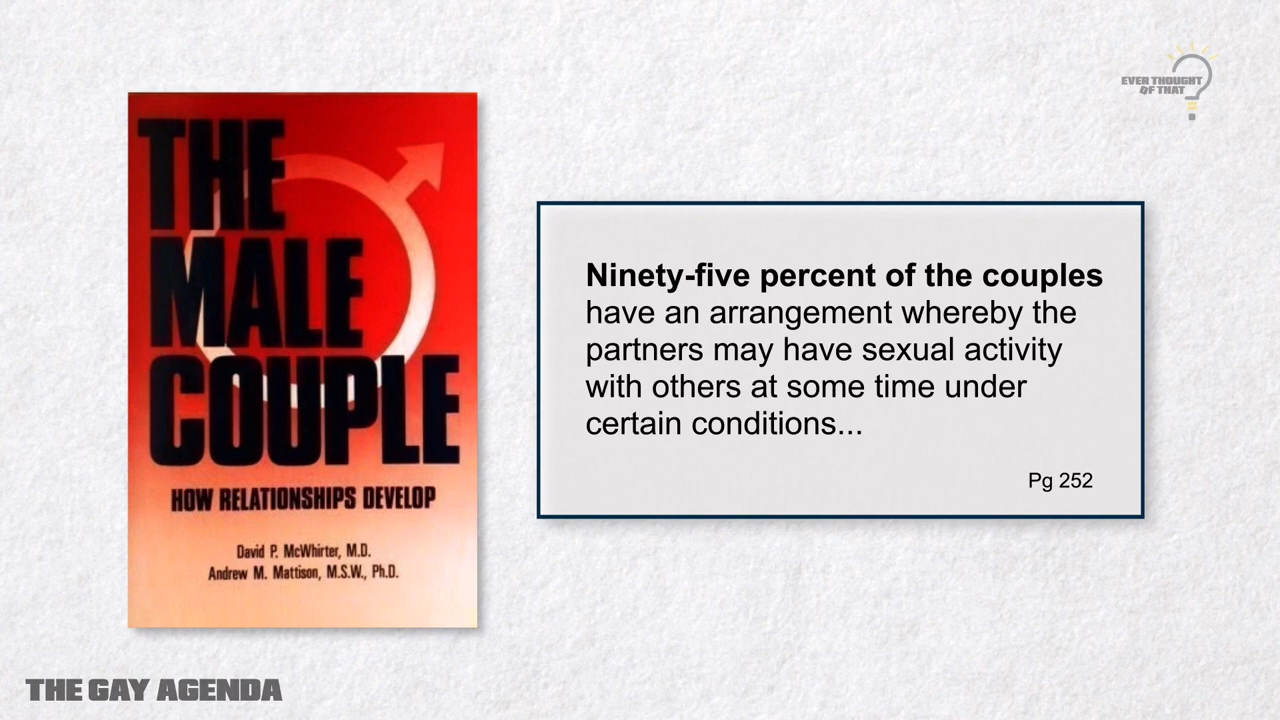 EVER THOUGHT
OF THAT
THE
MALE
COUPLE
HOW RELATIONSHIPS DEVELOP
David P. McWhirter, M.D.
Andrew M. Mattison, M.S.W., Ph.D.
Ninety-five percent of the couples
have an arrangement whereby the
partners may have sexual activity
with others at some time under
certain conditions...
Pg 252
THE GAY AGENDA